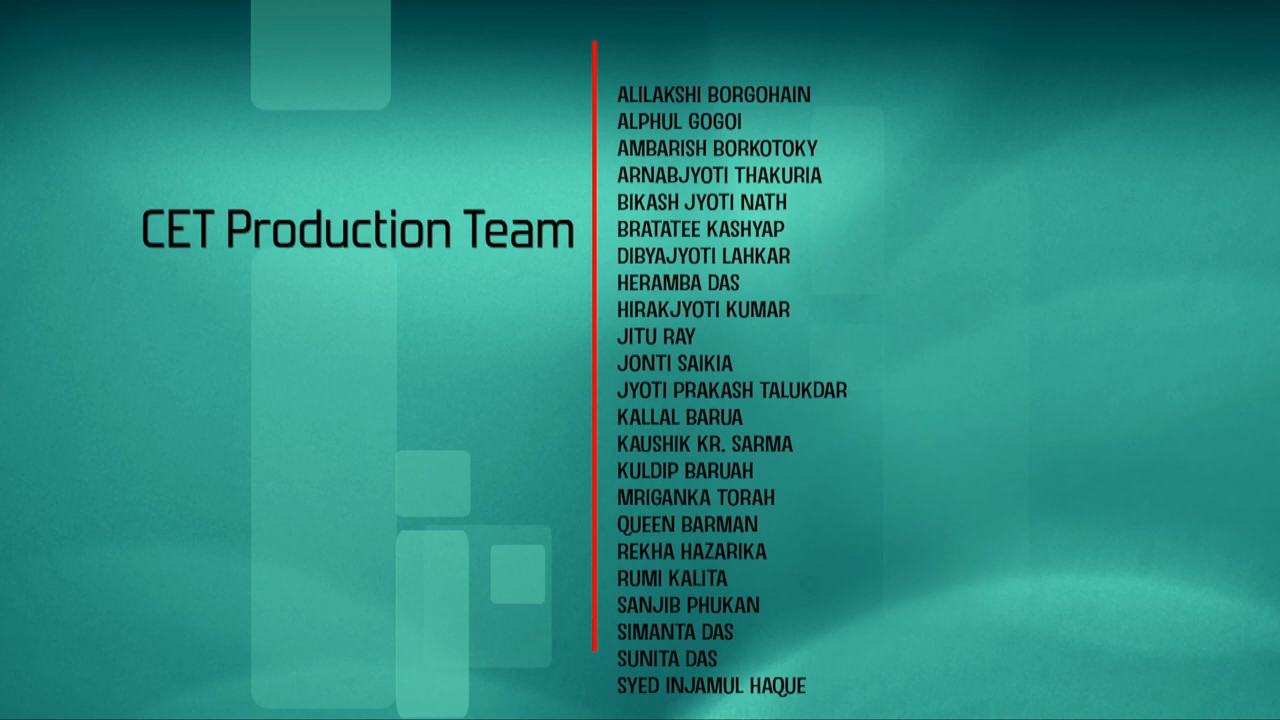 CET Production Team
ALILAKSHI BORGOHAIN
ALPHUL GOGOI
AMBARISH BORKOTOKY
ARNABJYOTI THAKURIA
BIKASH JYOTI NATH
BRATATEE KASHYAP
DIBYAJYOTI LAHKAR
HERAMBA DAS
HIRAKJYOTI KUMAR
JITU RAY
JONTI SAIKIA
JYOTI PRAKASH TALUKDAR
KALLAL BARUA
KAUSHIK KR. SARMA
KULDIP BARUAH
MRIGANKA TORAH
QUEEN BARMAN
REKHA HAZARIKA
RUMI KALITA
SANJIB PHUKAN
SIMANTA DAS
SUNITA DAS
SYED INJAMUL HAQUE